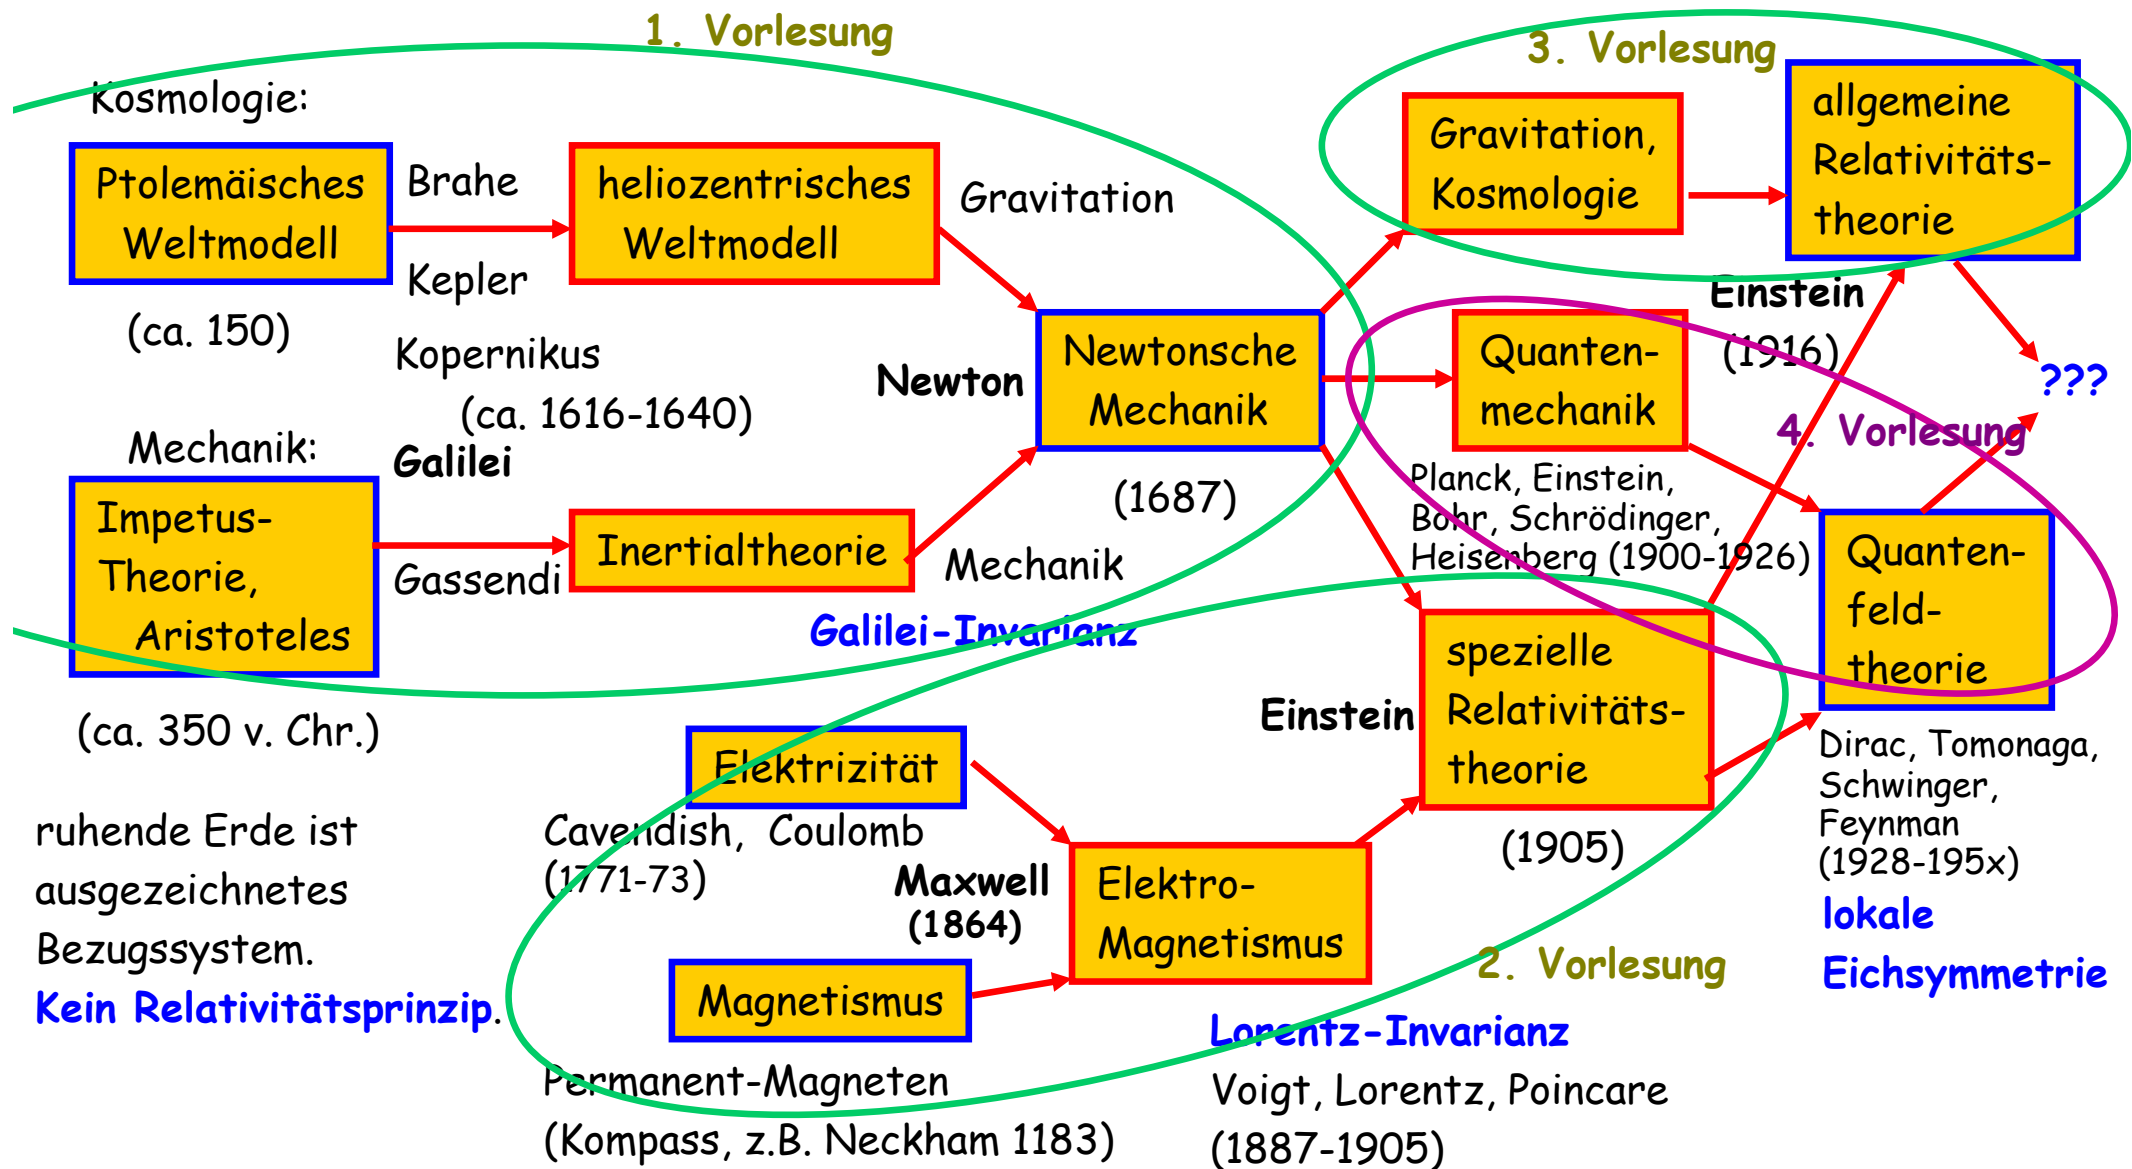 1. Vorlesung
Kosmologie:
Ptolemäisches
Weltmodell
(ca. 150)
Brahe
Kepler
Kopernikus
(ca. 1616-1640)
heliozentrisches
Weltmodell
Gravitation
Mechanik:
Impetus-
Theorie,
Aristoteles
(ca. 350 v. Chr.)
Galilei
Gassendi
Inertialtheorie
Mechanik
Galilei-Invarianz
Newton
Newtonsche
Mechanik
(1687)
ruhende Erde ist
ausgezeichnetes
Bezugssystem.
Kein Relativitätsprinzip.
3. Vorlesung
Gravitation,
Kosmologie
allgemeine
Relativitäts-
theorie
Einstein
(1916)
???
Quanten-
mechanik
Planck, Einstein,
Bohr, Schrödinger,
Heisenberg (1900-1926)
4. Vorlesung
Quanten-
feld-
theorie
Dirac, Tomonaga,
Schwinger,
Feynman
(1928-195x)
lokale
Eichsymmetrie
Einstein
spezielle
Relativitäts-
theorie
(1905)
Elektrizität
Cavendish, Coulomb
(1771-73)
Maxwell
(1864)
Elektro-
Magnetismus
Magnetismus
Permanent-Magneten
(Kompass, z.B. Neckham 1183)
2. Vorlesung
Lorentz-Invarianz
Voigt, Lorentz, Poincare
(1887-1905)